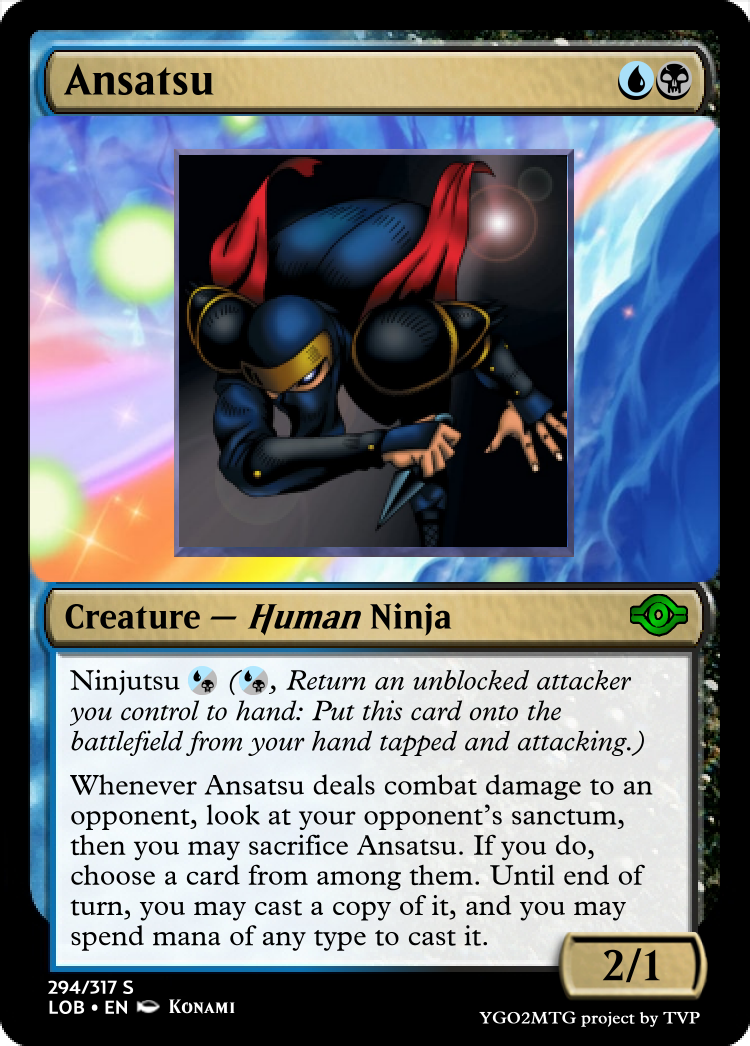 Ansatsu
Creature — Human Ninja
Ninjutsu (, Return an unblocked attacker
you control to hand: Put this card onto the
battlefield from your hand tapped and attacking.)
Whenever Ansatsu deals combat damage to an
opponent, look at your opponent's sanctum,
then you may sacrifice Ansatsu. If you do,
choose a card from among them. Until end of
turn, you may cast a copy of it, and you may
spend mana of any type to cast it.
2/1
294/317 S
LOB • EN KONAMI
YGO2MTG project by TVP